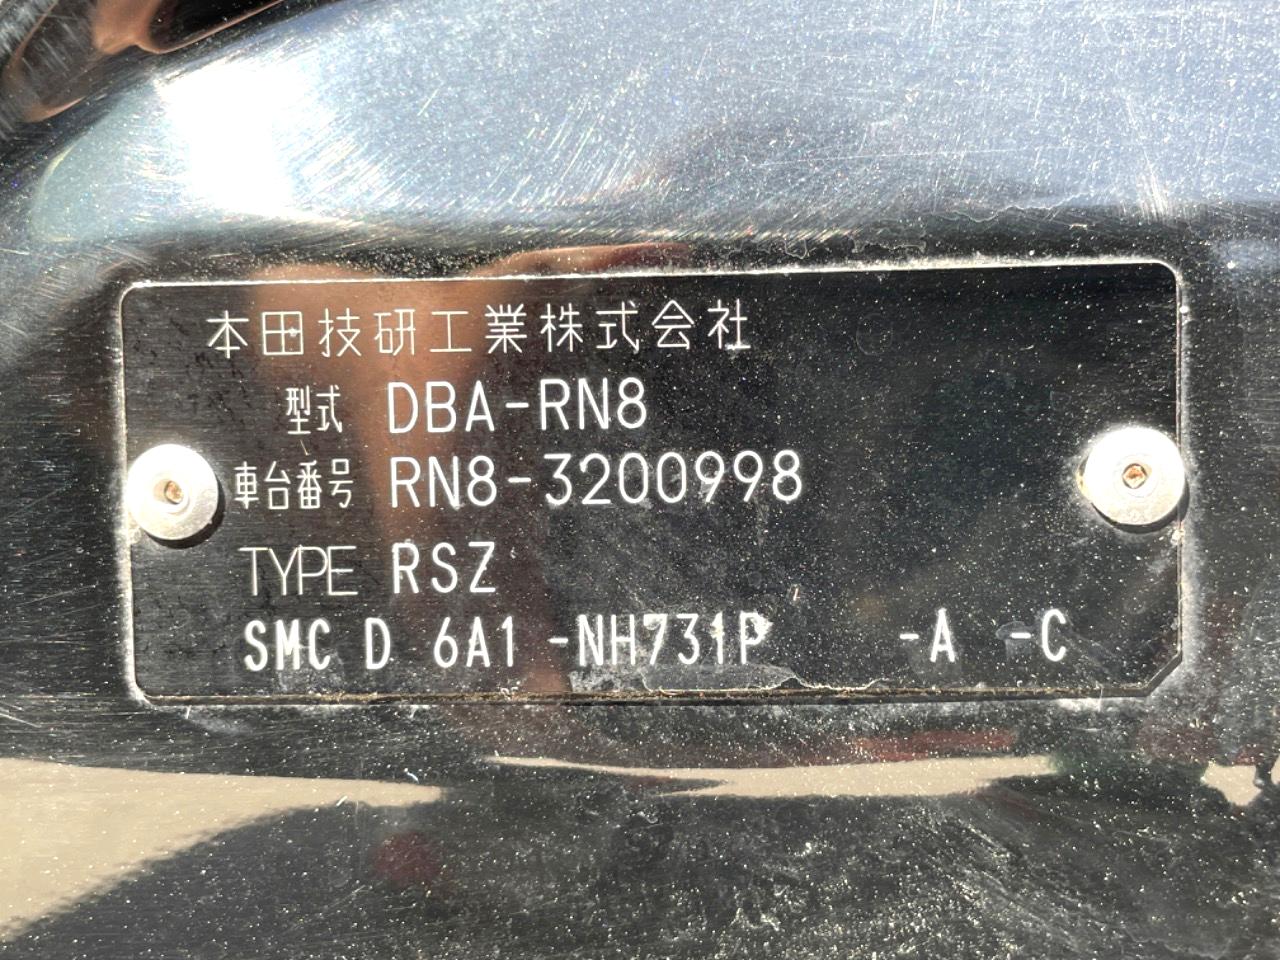 本田技研工業株式会社
型式 DBA-RN8
車台番号 RN8-3200998
TYPE RSZ
SMC D 6A1 -NH731P -A -C